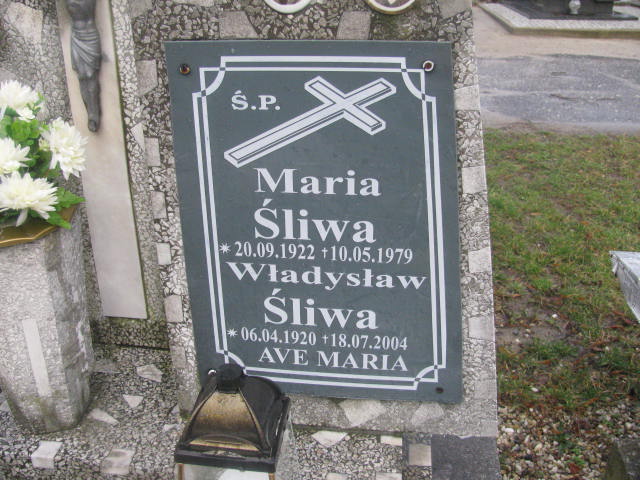 Ś.P.
Maria
Śliwa
* 20.09.1922 †10.05.1979
Władysław
Śliwa
* 06.04.1920 †18.07.2004
AVE MARIA